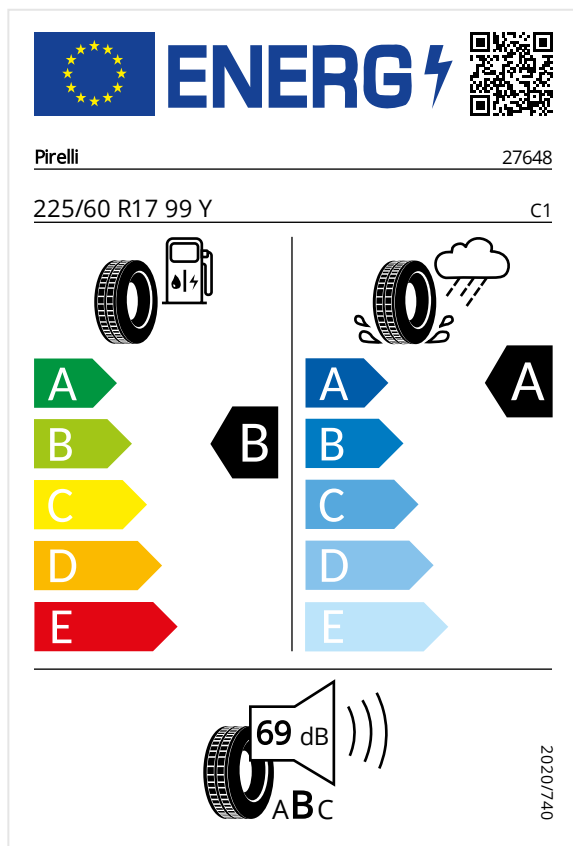 ENERG
Pirelli 27648
225/60 R17 99 Y C1
A A A
B B B
C C
D D
E E
69 dB
ABC
2020/740